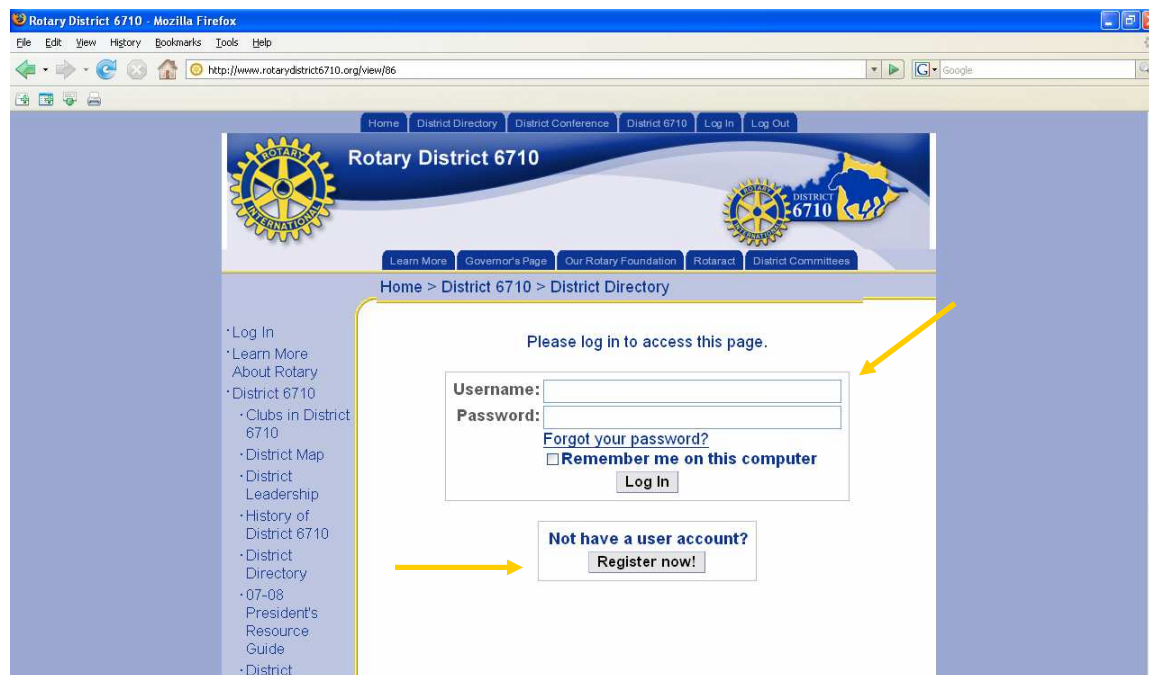 Rotary District 6710 - Mozilla Firefox
File Edit View History Bookmarks Tools Help
http://www.rotarydistrict6710.org/view/86
G Google
Home District Directory District Conference District 6710 Log In Log Out
ROTARY INTERNATIONAL
Rotary District 6710
DISTRICT
6710
Learn More Governor's Page Our Rotary Foundation Rotaract District Committees
Home > District 6710 > District Directory
·Log In
·Learn More
About Rotary
·District 6710
·Clubs in District
6710
·District Map
·District
Leadership
·History of
District 6710
·District
Directory
·07-08
President's
Resource
Guide
·District
Please log in to access this page.
Username:
Password:
Forgot your password?
Remember me on this computer
Log In
Not have a user account?
Register now!